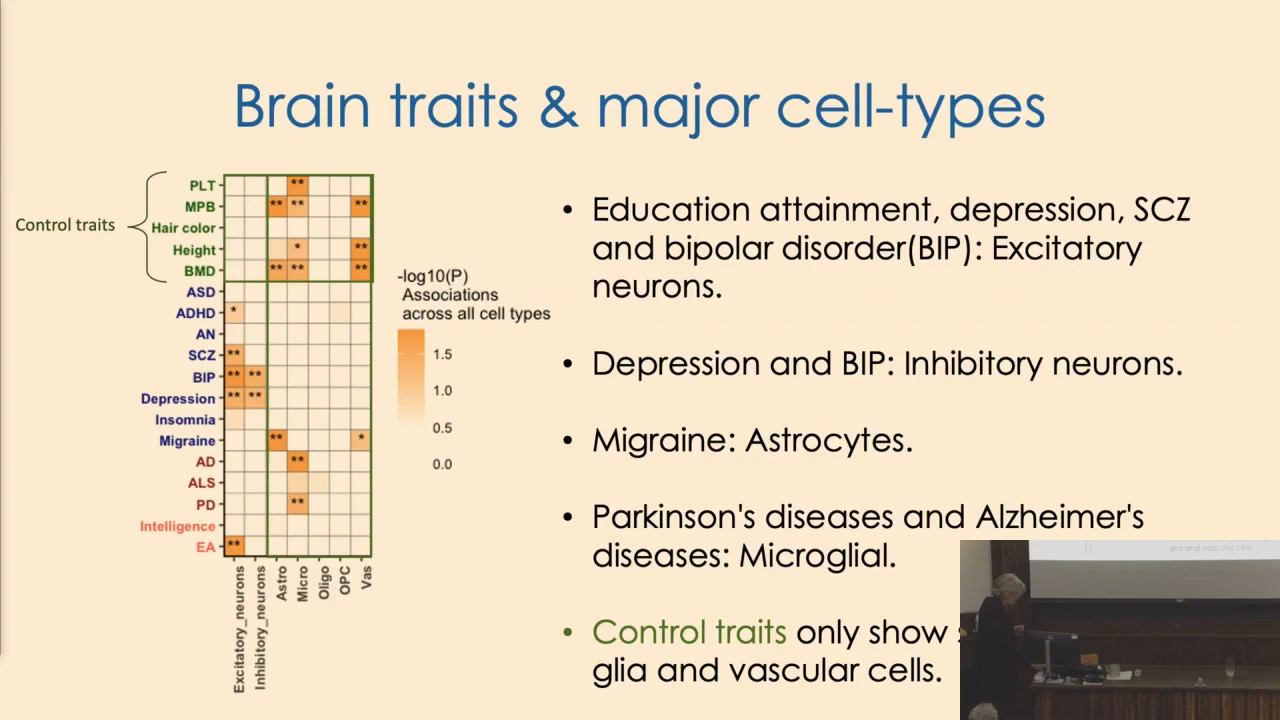 Brain traits & major cell-types
Control traits
PLT
MPB
Hair color
Height
BMD
ASD
ADHD
AN
SCZ
BIP
Depression
Insomnia
Migraine
AD
ALS
PD
Intelligence
EA
**
** ** **
* **
** ** **
*
**
** **
** **
** *
**
**
**
Excitatory_neurons
Inhibitory_neurons
Astro
Micro
Oligo
OPC
Vas
-log10(P)
Associations
across all cell types
1.5
1.0
0.5
0.0
• Education attainment, depression, SCZ
and bipolar disorder(BIP): Excitatory
neurons.
• Depression and BIP: Inhibitory neurons.
• Migraine: Astrocytes.
• Parkinson's diseases and Alzheimer's
diseases: Microglial.
• Control traits only show
glia and vascular cells.
glia and vascular cells.